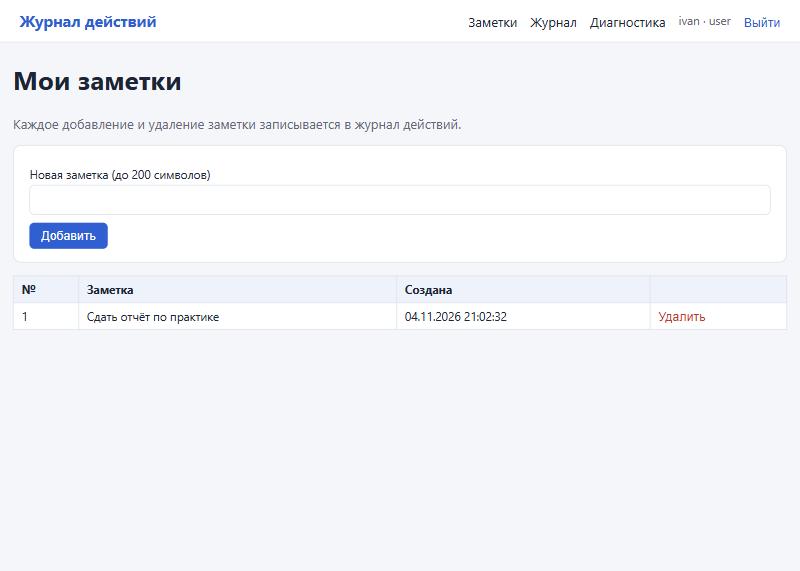 Журнал действий Заметки Журнал Диагностика ivan · user Выйти
Мои заметки
Каждое добавление и удаление заметки записывается в журнал действий.
Новая заметка (до 200 символов)
Добавить
№ Заметка Создана
1 Сдать отчёт по практике 04.11.2026 21:02:32 Удалить